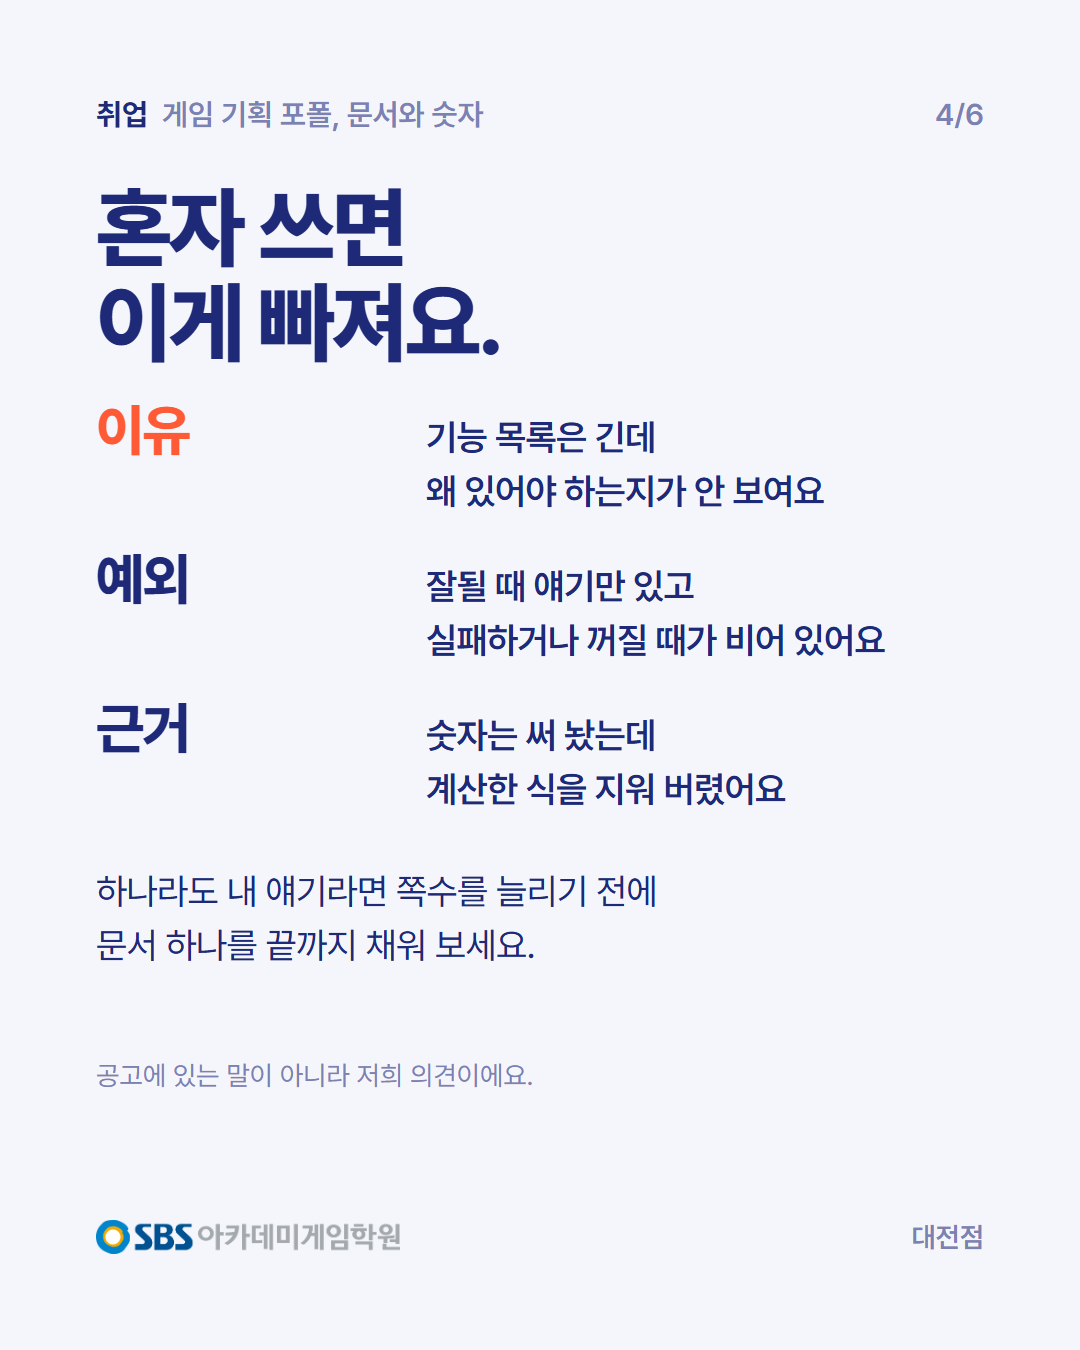 취업 게임 기획 포폴, 문서와 숫자
4/6
혼자 쓰면
이게 빠져요.
이유
기능 목록은 긴데
왜 있어야 하는지가 안 보여요
예외
잘될 때 얘기만 있고
실패하거나 꺼질 때가 비어 있어요
근거
숫자는 써 놨는데
계산한 식을 지워 버렸어요
하나라도 내 얘기라면 쪽수를 늘리기 전에
문서 하나를 끝까지 채워 보세요.
공고에 있는 말이 아니라 저희 의견이에요.
SBS 아카데미게임학원
대전점